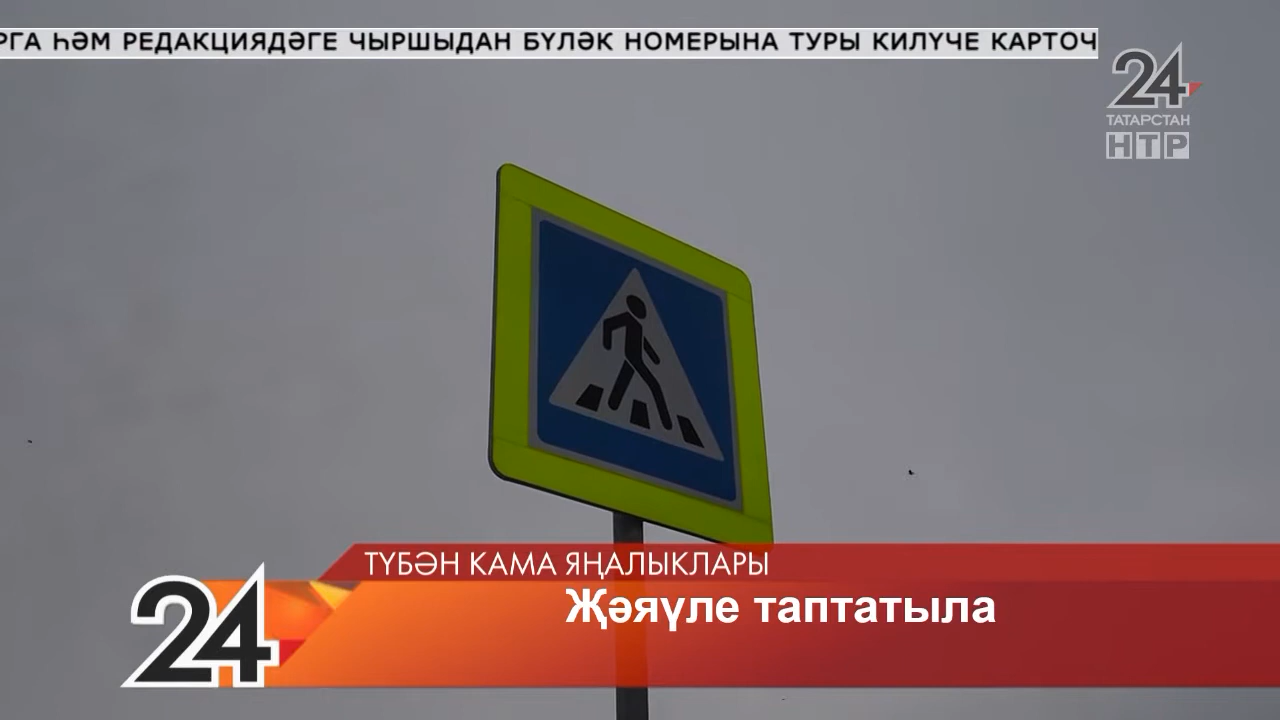 РГА ҺӘМ РЕДАКЦИЯДӘГЕ ЧЫРШЫДАН БҮЛӘК НОМЕРЫНА ТУРЫ КИЛҮЧЕ КАРТОЧ
24
ТАТАРСТАН
НТР
ТҮБӘН КАМА ЯҢАЛЫКЛАРЫ
24
Җәяүле таптатыла